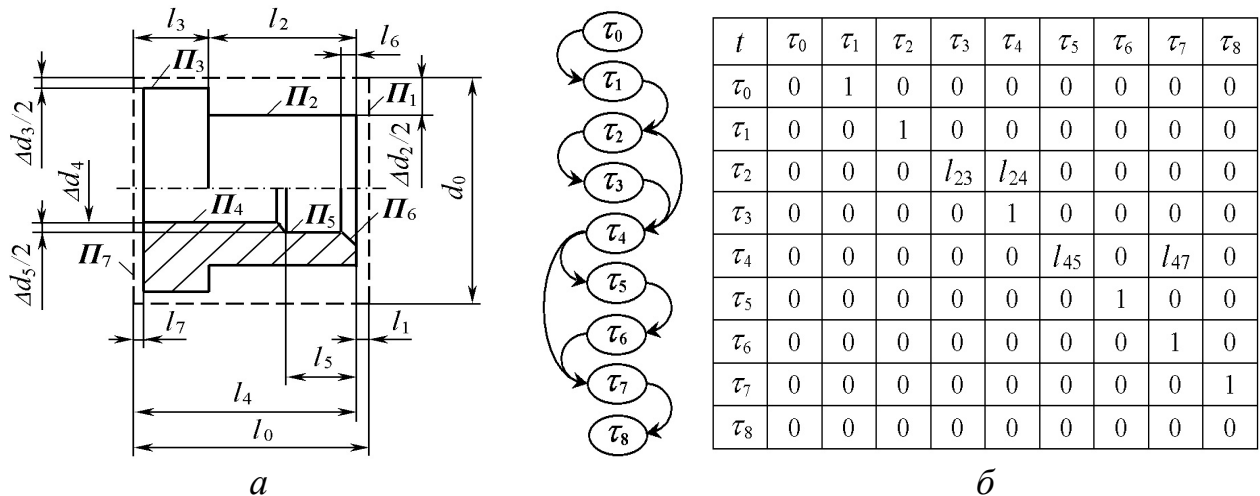 l₃ l₂
l₆
П₃
П₂ П₁
Δd₃/2
Δd₂/2
Δd₄
d₀
П₄ П₅ П₆
Δd₅/2
П₇
l₇ l₁
l₅
l₄
l₀
а
τ₀
τ₁
τ₂
τ₃
τ₄
τ₅
τ₆
τ₇
τ₈
t τ₀ τ₁ τ₂ τ₃ τ₄ τ₅ τ₆ τ₇ τ₈
τ₀ 0 1 0 0 0 0 0 0 0
τ₁ 0 0 1 0 0 0 0 0 0
τ₂ 0 0 0 l₂₃ l₂₄ 0 0 0 0
τ₃ 0 0 0 0 1 0 0 0 0
τ₄ 0 0 0 0 0 l₄₅ 0 l₄₇ 0
τ₅ 0 0 0 0 0 0 1 0 0
τ₆ 0 0 0 0 0 0 0 1 0
τ₇ 0 0 0 0 0 0 0 0 1
τ₈ 0 0 0 0 0 0 0 0 0
б